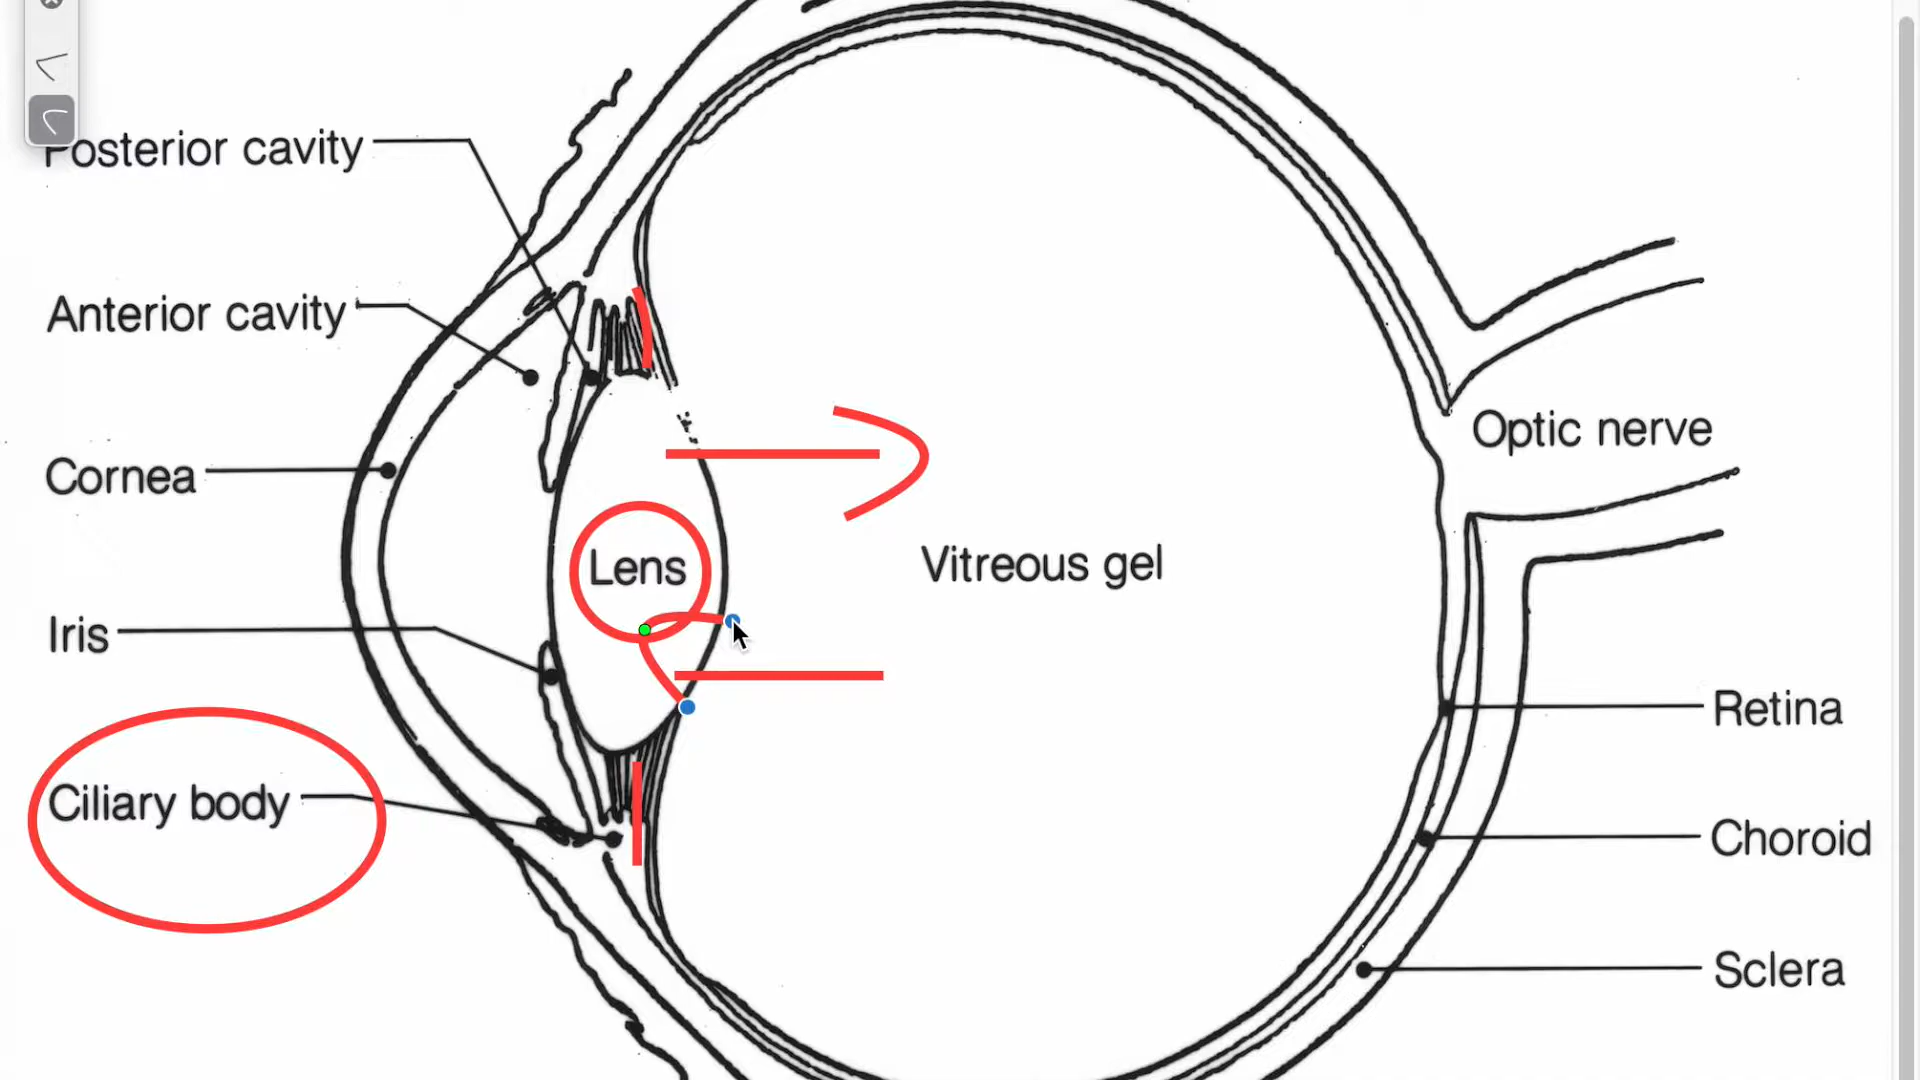 Posterior cavity
Anterior cavity
Cornea
Iris
Ciliary body
Lens
Vitreous gel
Optic nerve
Retina
Choroid
Sclera